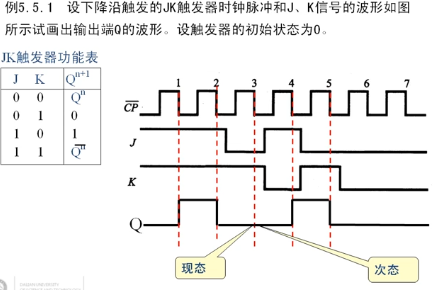 例5.5.1 设下降沿触发的JK触发器时钟脉冲和J、K信号的波形如图
所示试画出输出端Q的波形。设触发器的初始状态为0。
JK触发器功能表
J K Qⁿ⁺¹
0 0 Qⁿ
0 1 0
1 0 1
1 1 Q̅ⁿ
1 2 3 4 5 6 7
C̅P̅
J
K
Q
现态
次态